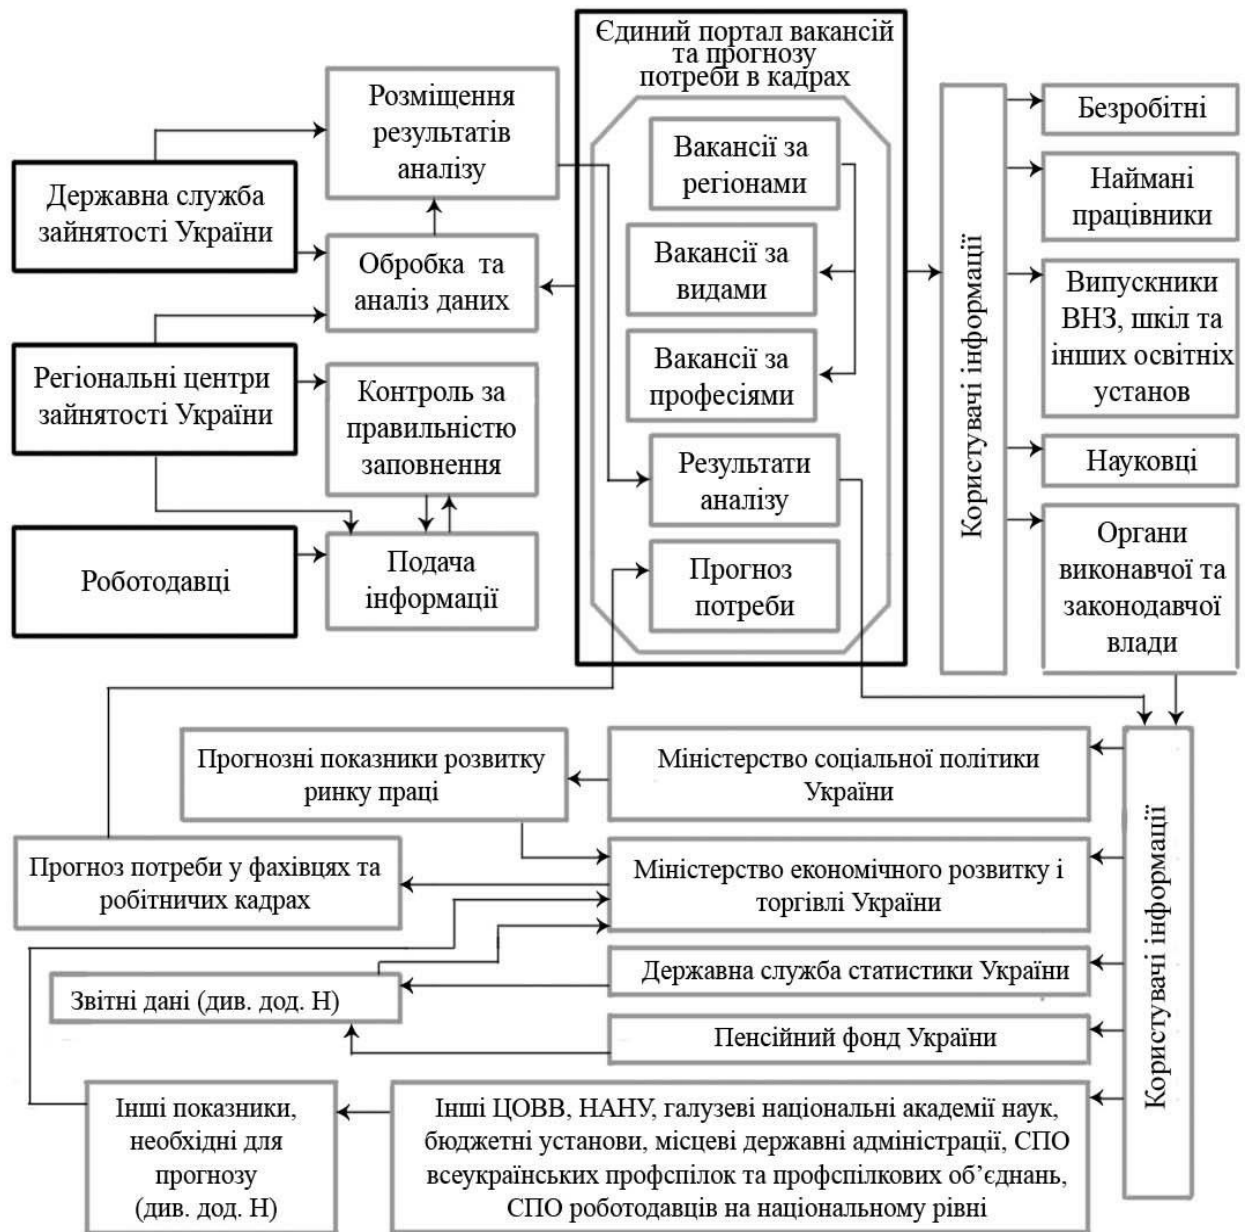 Єдиний портал вакансій
та прогнозу
потреби в кадрах
Розміщення
результатів
аналізу
Державна служба
зайнятості України
Обробка та
аналіз даних
Регіональні центри
зайнятості України
Контроль за
правильністю
заповнення
Роботодавці
Подача
інформації
Вакансії за
регіонами
Вакансії за
видами
Вакансії за
професіями
Результати
аналізу
Прогноз
потреби
Користувачі інформації
Безробітні
Наймані
працівники
Випускники
ВНЗ, шкіл та
інших освітніх
установ
Науковці
Органи
виконавчої та
законодавчої
влади
Прогнозні показники розвитку
ринку праці
Міністерство соціальної політики
України
Прогноз потреби у фахівцях та
робітничих кадрах
Міністерство економічного розвитку і
торгівлі України
Звітні дані (див. дод. Н)
Державна служба статистики України
Пенсійний фонд України
Інші показники,
необхідні для
прогнозу
(див. дод. Н)
Інші ЦОВВ, НАНУ, галузеві національні академії наук,
бюджетні установи, місцеві державні адміністрації, СПО
всеукраїнських профспілок та профспілкових об’єднань,
СПО роботодавців на національному рівні
Користувачі інформації